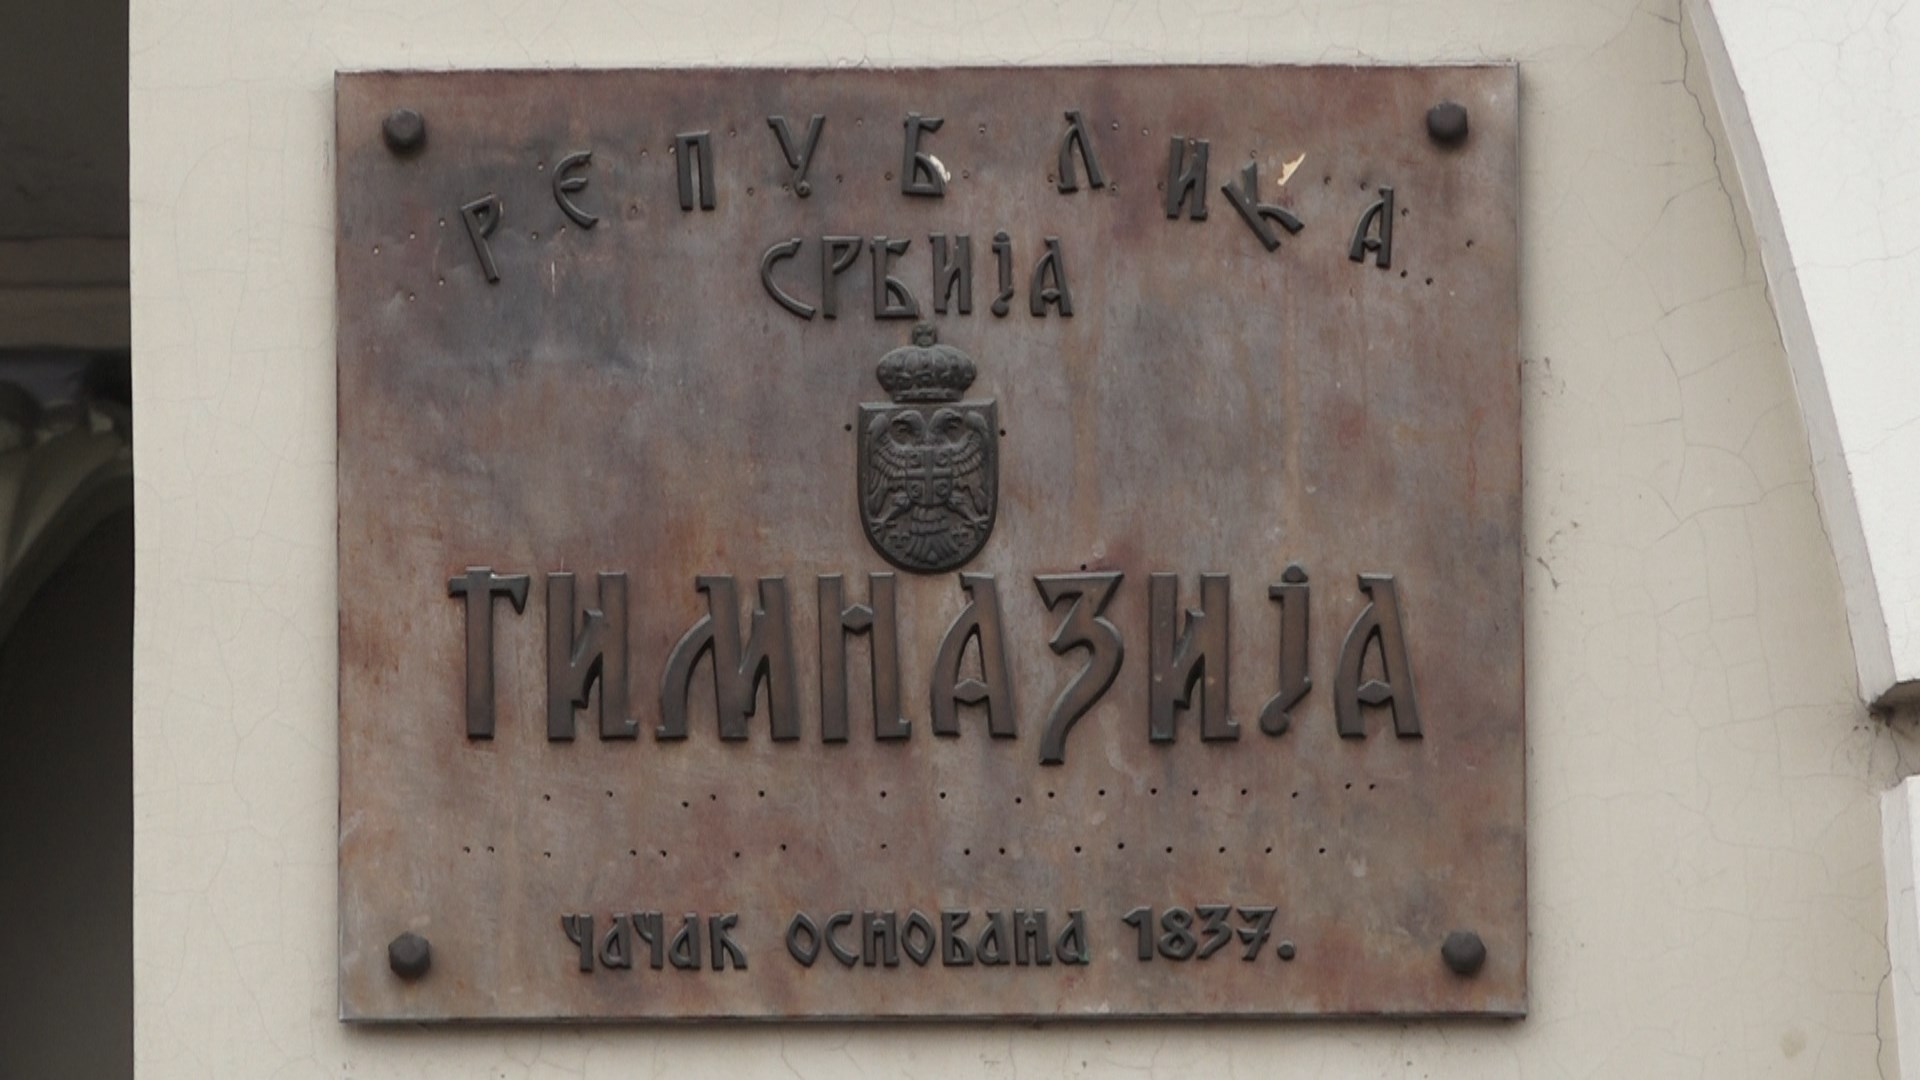 РЕПУБЛИКА
СРБИЈА
ГИМНАЗИЈА
ЧАЧАК ОСНОВАНА 1837.